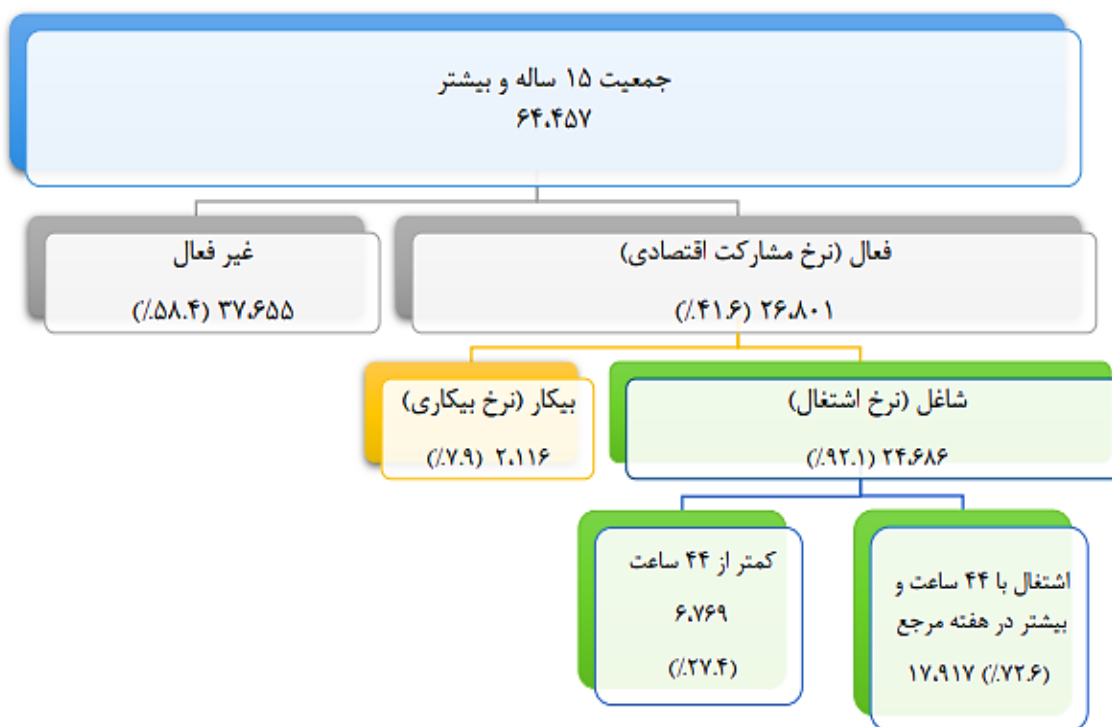 جمعیت ۱۵ ساله و بیشتر
۶۴،۴۵۷
فعال (نرخ مشارکت اقتصادی)
۲۶،۸۰۱ (۴۱.۶٪)
غیر فعال
۳۷،۶۵۵ (۵۸.۴٪)
شاغل (نرخ اشتغال)
۲۴،۶۸۶ (۹۲.۱٪)
بیکار (نرخ بیکاری)
۲،۱۱۶ (۷.۹٪)
اشتغال با ۴۴ ساعت و
بیشتر در هفته مرجع
۱۷،۹۱۷ (۷۲.۶٪)
کمتر از ۴۴ ساعت
۶،۷۶۹
(۲۷.۴٪)